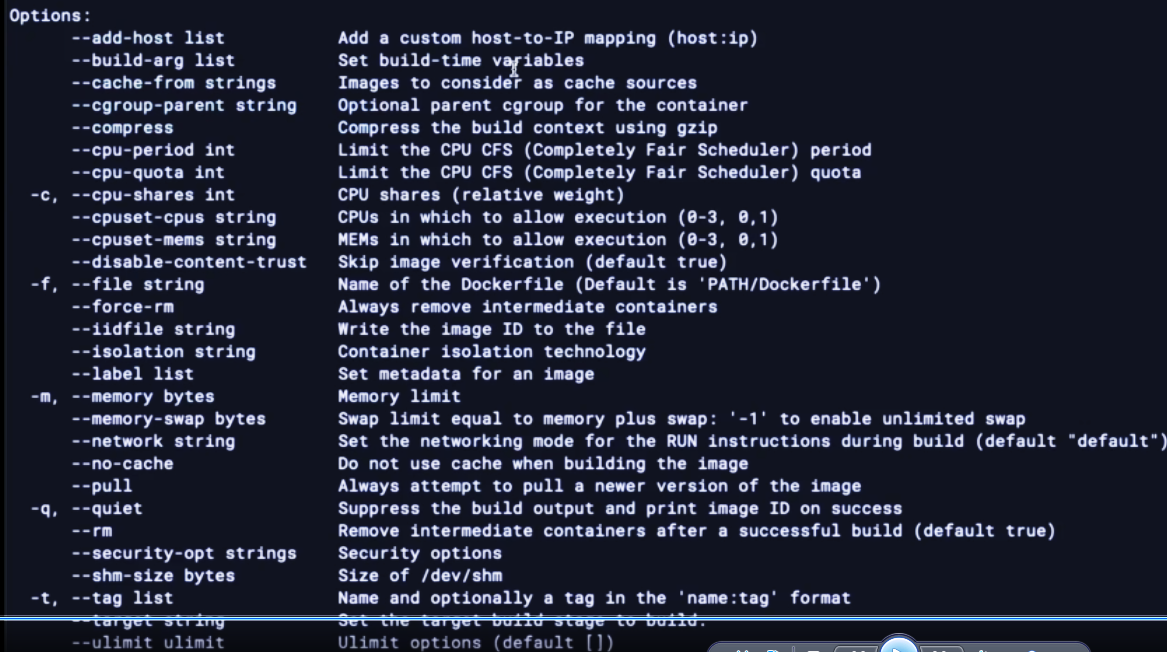 Options:
--add-host list Add a custom host-to-IP mapping (host:ip)
--build-arg list Set build-time variables
--cache-from strings Images to consider as cache sources
--cgroup-parent string Optional parent cgroup for the container
--compress Compress the build context using gzip
--cpu-period int Limit the CPU CFS (Completely Fair Scheduler) period
--cpu-quota int Limit the CPU CFS (Completely Fair Scheduler) quota
-c, --cpu-shares int CPU shares (relative weight)
--cpuset-cpus string CPUs in which to allow execution (0-3, 0,1)
--cpuset-mems string MEMs in which to allow execution (0-3, 0,1)
--disable-content-trust Skip image verification (default true)
-f, --file string Name of the Dockerfile (Default is 'PATH/Dockerfile')
--force-rm Always remove intermediate containers
--iidfile string Write the image ID to the file
--isolation string Container isolation technology
--label list Set metadata for an image
-m, --memory bytes Memory limit
--memory-swap bytes Swap limit equal to memory plus swap: '-1' to enable unlimited swap
--network string Set the networking mode for the RUN instructions during build (default "default")
--no-cache Do not use cache when building the image
--pull Always attempt to pull a newer version of the image
-q, --quiet Suppress the build output and print image ID on success
--rm Remove intermediate containers after a successful build (default true)
--security-opt strings Security options
--shm-size bytes Size of /dev/shm
-t, --tag list Name and optionally a tag in the 'name:tag' format
--target string Set the target build stage to build.
--ulimit ulimit Ulimit options (default [])